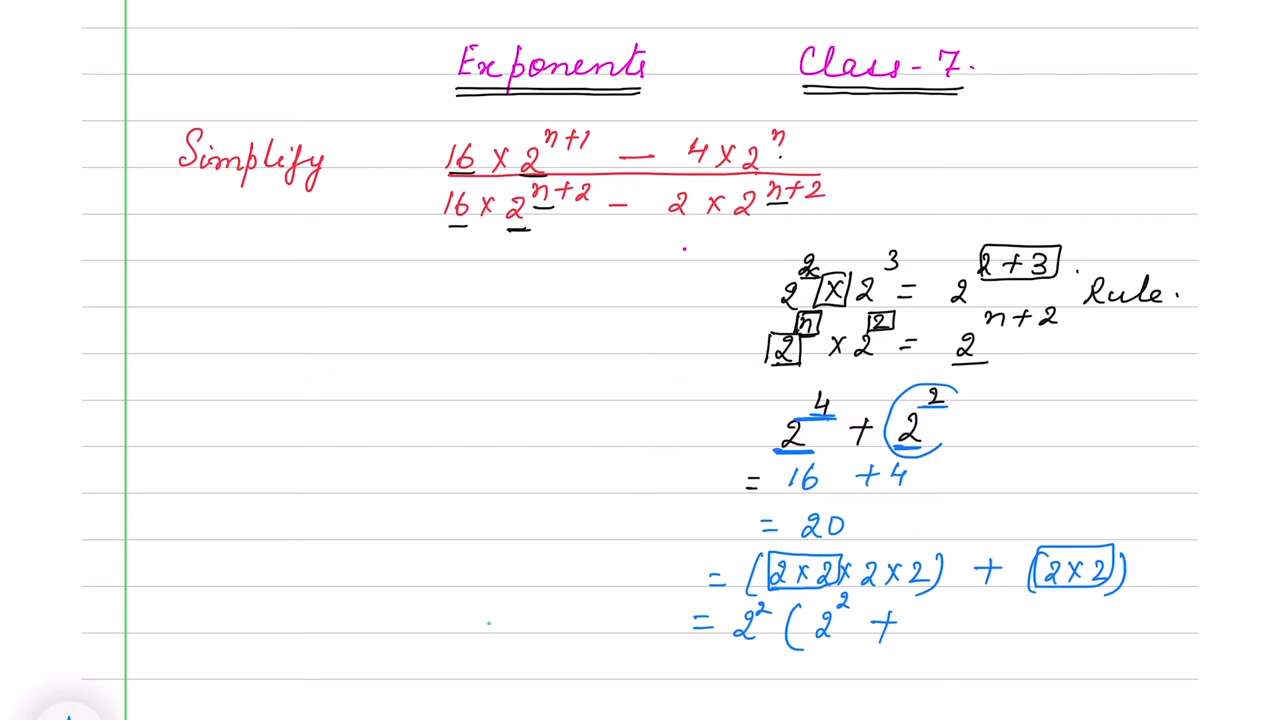 Exponents Class-7.
Simplify 16 × 2^{n+1} — 4 × 2^{n}
16 × 2^{n+2} – 2 × 2^{n+2}
2^{2} × 2^{3} = 2^{2+3} . Rule.
2^{n} × 2^{2} = 2^{n+2}
2^{4} + 2^{2}
= 16 + 4
= 20
= (2×2×2×2) + (2×2)
= 2^{2} ( 2^{2} +